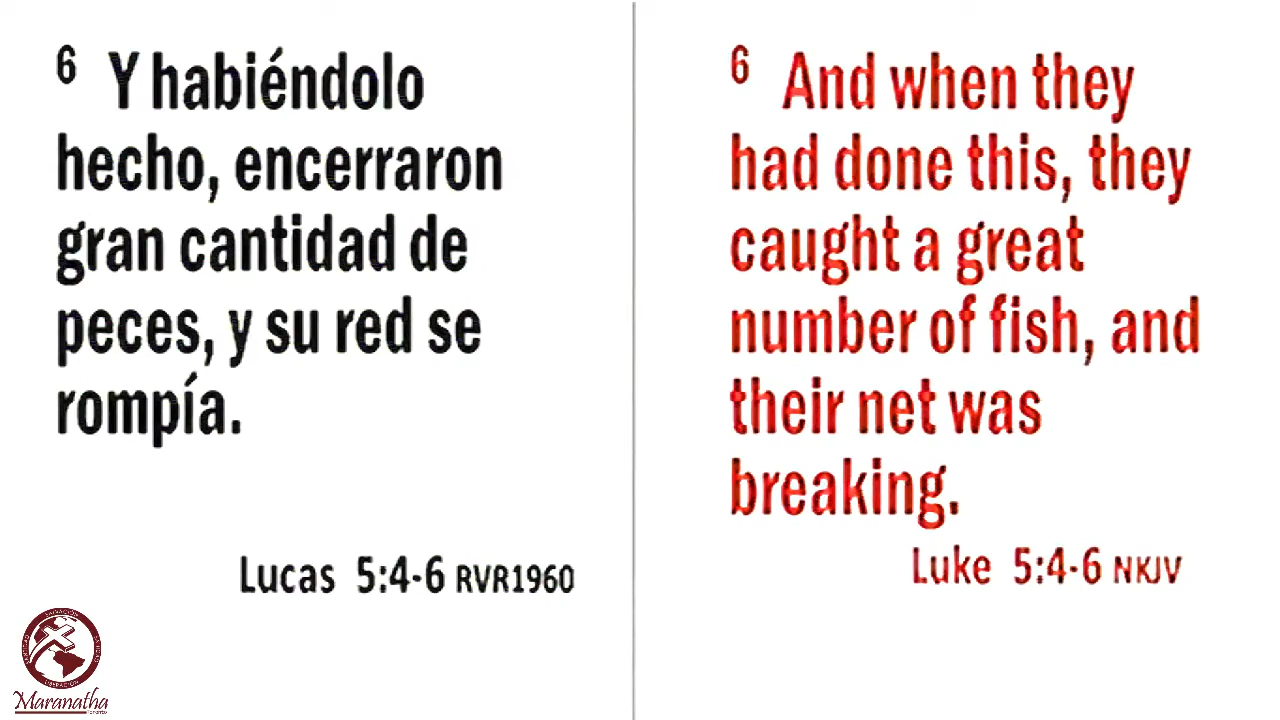 6 Y habiéndolo
hecho, encerraron
gran cantidad de
peces, y su red se
rompía.
Lucas 5:4-6 RVR1960
6 And when they
had done this, they
caught a great
number of fish, and
their net was
breaking.
Luke 5:4-6 NKJV
SALVACIÓN
LIBERACIÓN
Maranatha